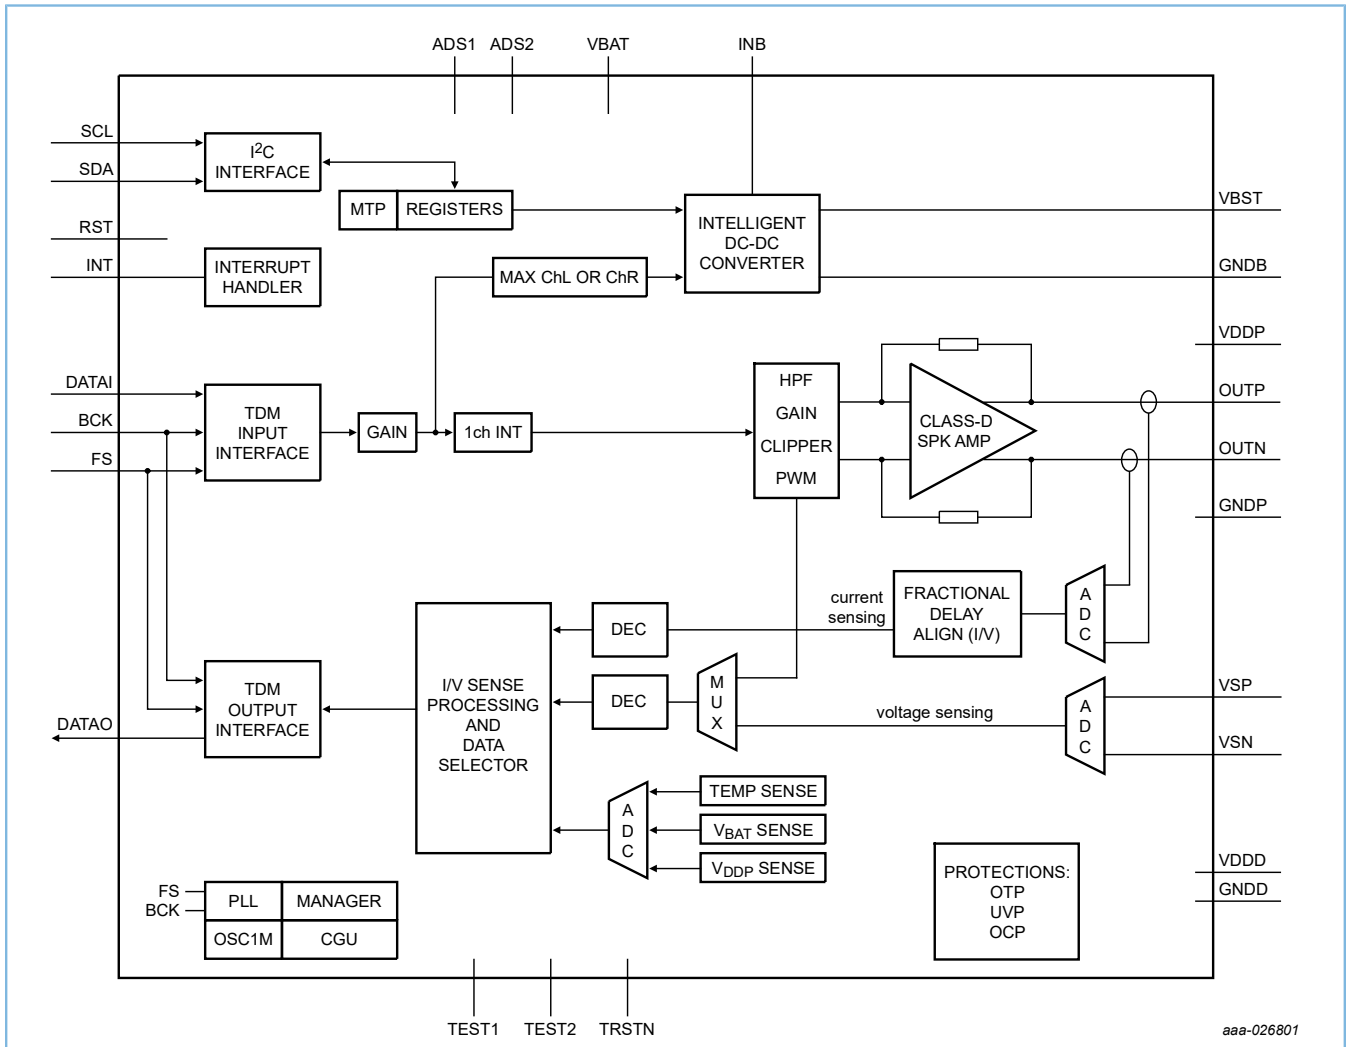 ADS1 ADS2 VBAT INB
SCL
SDA
RST
INT
I²C
INTERFACE
MTP REGISTERS
INTERRUPT
HANDLER
MAX ChL OR ChR
INTELLIGENT
DC-DC
CONVERTER
VBST
GNDB
VDDP
OUTP
OUTN
GNDP
DATAI
BCK
FS
TDM
INPUT
INTERFACE
GAIN
1ch INT
HPF
GAIN
CLIPPER
PWM
CLASS-D
SPK AMP
current
sensing
FRACTIONAL
DELAY
ALIGN (I/V)
ADC
DEC
DEC
MUX
voltage sensing
ADC
VSP
VSN
I/V SENSE
PROCESSING
AND
DATA
SELECTOR
TDM
OUTPUT
INTERFACE
DATAO
ADC
TEMP SENSE
VBAT SENSE
VDDP SENSE
PROTECTIONS:
OTP
UVP
OCP
VDDD
GNDD
FS
BCK
PLL MANAGER
OSC1M CGU
TEST1 TEST2 TRSTN
aaa-026801